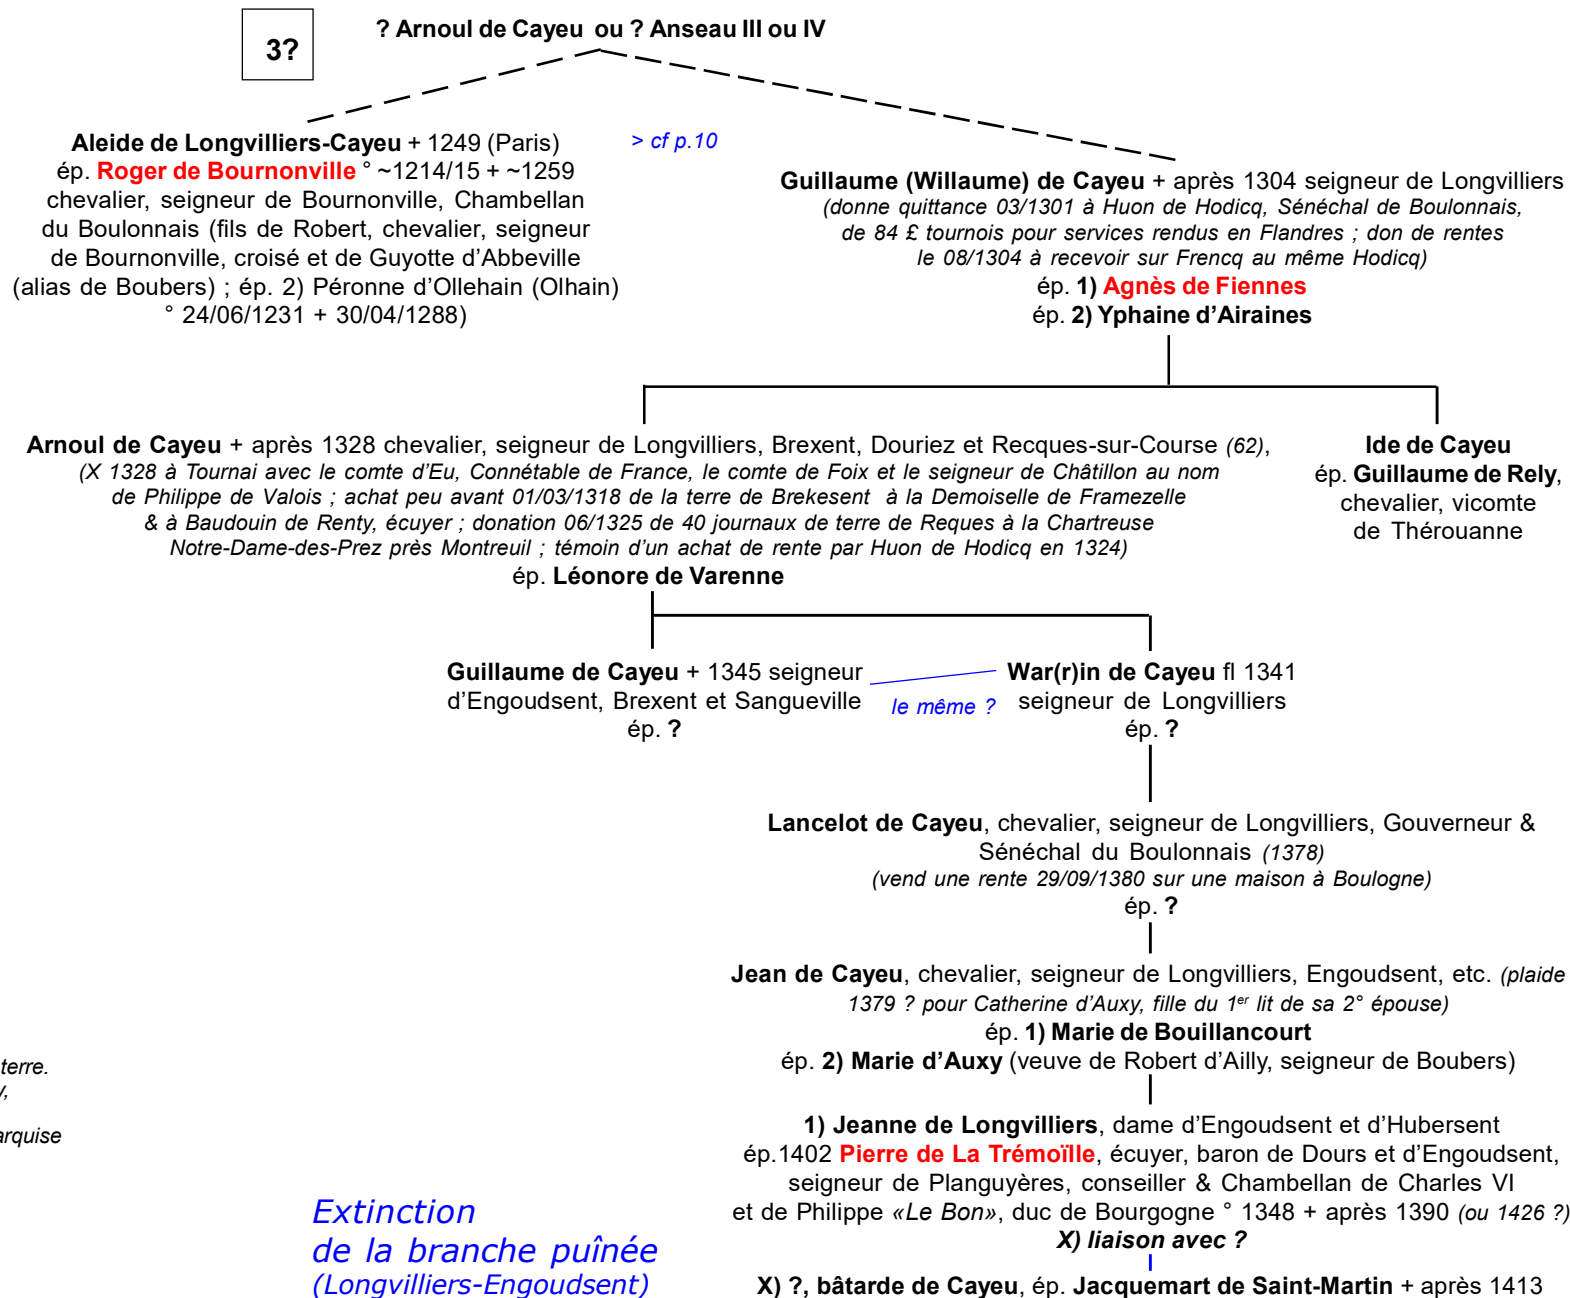 3?
? Arnoul de Cayeu ou ? Anseau III ou IV
Aleide de Longvilliers-Cayeu + 1249 (Paris)
ép. Roger de Bournonville ° ~1214/15 + ~1259
chevalier, seigneur de Bournonville, Chambellan
du Boulonnais (fils de Robert, chevalier, seigneur
de Bournonville, croisé et de Guyotte d’Abbeville
(alias de Boubers) ; ép. 2) Péronne d’Ollehain (Olhain)
° 24/06/1231 + 30/04/1288)
> cf p.10
Guillaume (Willaume) de Cayeu + après 1304 seigneur de Longvilliers
(donne quittance 03/1301 à Huon de Hodicq, Sénéchal de Boulonnais,
de 84 £ tournois pour services rendus en Flandres ; don de rentes
le 08/1304 à recevoir sur Frencq au même Hodicq)
ép. 1) Agnès de Fiennes
ép. 2) Yphaine d’Airaines
Arnoul de Cayeu + après 1328 chevalier, seigneur de Longvilliers, Brexent, Douriez et Recques-sur-Course (62),
(X 1328 à Tournai avec le comte d’Eu, Connétable de France, le comte de Foix et le seigneur de Châtillon au nom
de Philippe de Valois ; achat peu avant 01/03/1318 de la terre de Brekesent à la Demoiselle de Framezelle
& à Baudouin de Renty, écuyer ; donation 06/1325 de 40 journaux de terre de Reques à la Chartreuse
Notre-Dame-des-Prez près Montreuil ; témoin d’un achat de rente par Huon de Hodicq en 1324)
ép. Léonore de Varenne
Ide de Cayeu
ép. Guillaume de Rely,
chevalier, vicomte
de Thérouanne
Guillaume de Cayeu + 1345 seigneur
d’Engoudsent, Brexent et Sangueville
ép. ?
le même ?
War(r)in de Cayeu fl 1341
seigneur de Longvilliers
ép. ?
Lancelot de Cayeu, chevalier, seigneur de Longvilliers, Gouverneur &
Sénéchal du Boulonnais (1378)
(vend une rente 29/09/1380 sur une maison à Boulogne)
ép. ?
Jean de Cayeu, chevalier, seigneur de Longvilliers, Engoudsent, etc. (plaide
1379 ? pour Catherine d’Auxy, fille du 1er lit de sa 2° épouse)
ép. 1) Marie de Bouillancourt
ép. 2) Marie d’Auxy (veuve de Robert d’Ailly, seigneur de Boubers)
terre.
,
arquise
1) Jeanne de Longvilliers, dame d’Engoudsent et d’Hubersent
ép.1402 Pierre de La Trémoïlle, écuyer, baron de Dours et d’Engoudsent,
seigneur de Planguyères, conseiller & Chambellan de Charles VI
et de Philippe «Le Bon», duc de Bourgogne ° 1348 + après 1390 (ou 1426 ?)
X) liaison avec ?
X) ?, bâtarde de Cayeu, ép. Jacquemart de Saint-Martin + après 1413
Extinction
de la branche puînée
(Longvilliers-Engoudsent)